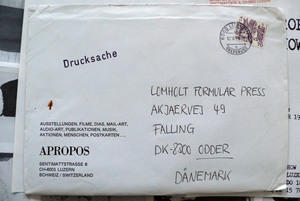 Drucksache
LOMHOLT FORMULAR PRESS
AKJAERVEJ 49
FALLING
DK-8300 ODDER
DÄNEMARK
AUSSTELLUNGEN, FILME, DIAS, MAIL-ART,
AUDIO-ART, PUBLIKATIONEN, MUSIK,
AKTIONEN, MENSCHEN, POSTKARTEN...
APROPOS
SENTIMATTSTRASSE 6
CH-6003 LUZERN
SCHWEIZ / SWITZERLAND